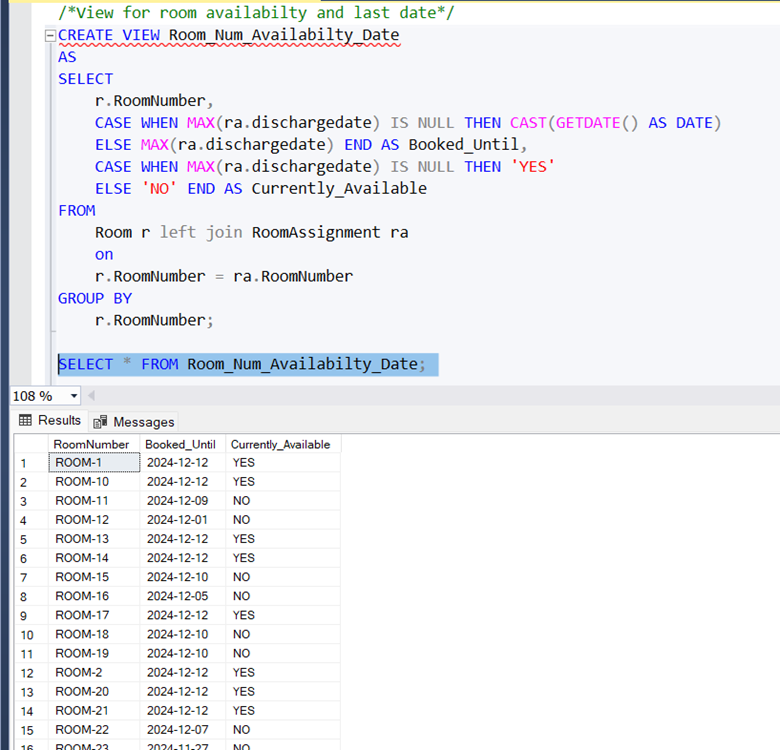 /*View for room availabilty and last date*/
CREATE VIEW Room_Num_Availabilty_Date
AS
SELECT
r.RoomNumber,
CASE WHEN MAX(ra.dischargedate) IS NULL THEN CAST(GETDATE() AS DATE)
ELSE MAX(ra.dischargedate) END AS Booked_Until,
CASE WHEN MAX(ra.dischargedate) IS NULL THEN 'YES'
ELSE 'NO' END AS Currently_Available
FROM
Room r left join RoomAssignment ra
on
r.RoomNumber = ra.RoomNumber
GROUP BY
r.RoomNumber;
SELECT * FROM Room_Num_Availabilty_Date;
108 %
Results Messages
RoomNumber Booked_Until Currently_Available
1 ROOM-1 2024-12-12 YES
2 ROOM-10 2024-12-12 YES
3 ROOM-11 2024-12-09 NO
4 ROOM-12 2024-12-01 NO
5 ROOM-13 2024-12-12 YES
6 ROOM-14 2024-12-12 YES
7 ROOM-15 2024-12-10 NO
8 ROOM-16 2024-12-05 NO
9 ROOM-17 2024-12-12 YES
10 ROOM-18 2024-12-10 NO
11 ROOM-19 2024-12-10 NO
12 ROOM-2 2024-12-12 YES
13 ROOM-20 2024-12-12 YES
14 ROOM-21 2024-12-12 YES
15 ROOM-22 2024-12-07 NO
16 ROOM-23 2024-11-27 NO